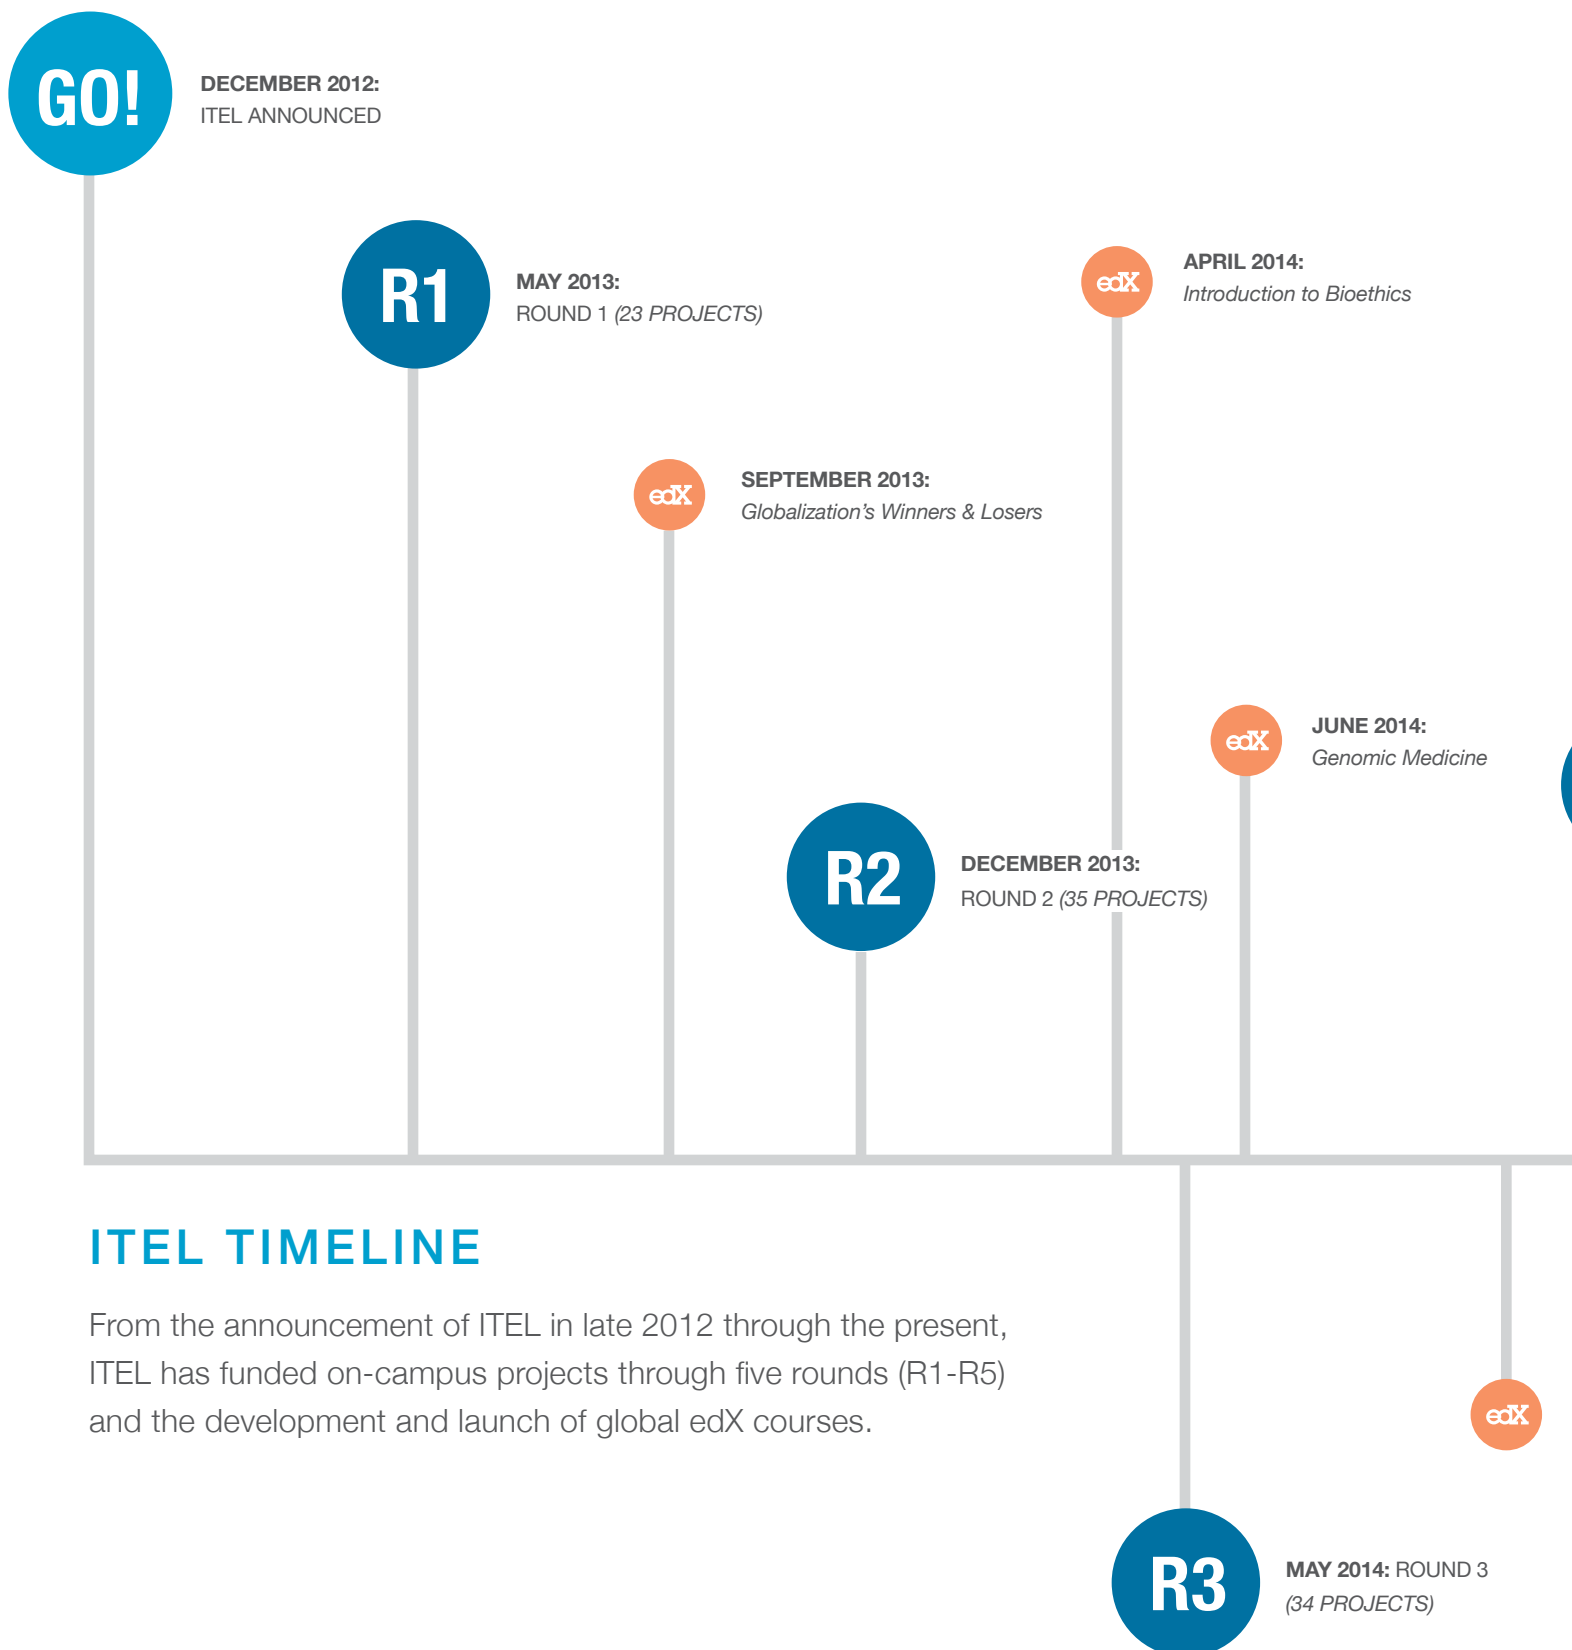 GO!
DECEMBER 2012:
ITEL ANNOUNCED
R1
MAY 2013:
ROUND 1 (23 PROJECTS)
edX
APRIL 2014:
Introduction to Bioethics
edX
SEPTEMBER 2013:
Globalization’s Winners & Losers
edX
JUNE 2014:
Genomic Medicine
R2
DECEMBER 2013:
ROUND 2 (35 PROJECTS)
ITEL TIMELINE
From the announcement of ITEL in late 2012 through the present,
ITEL has funded on-campus projects through five rounds (R1-R5)
and the development and launch of global edX courses.
edX
R3
MAY 2014: ROUND 3
(34 PROJECTS)